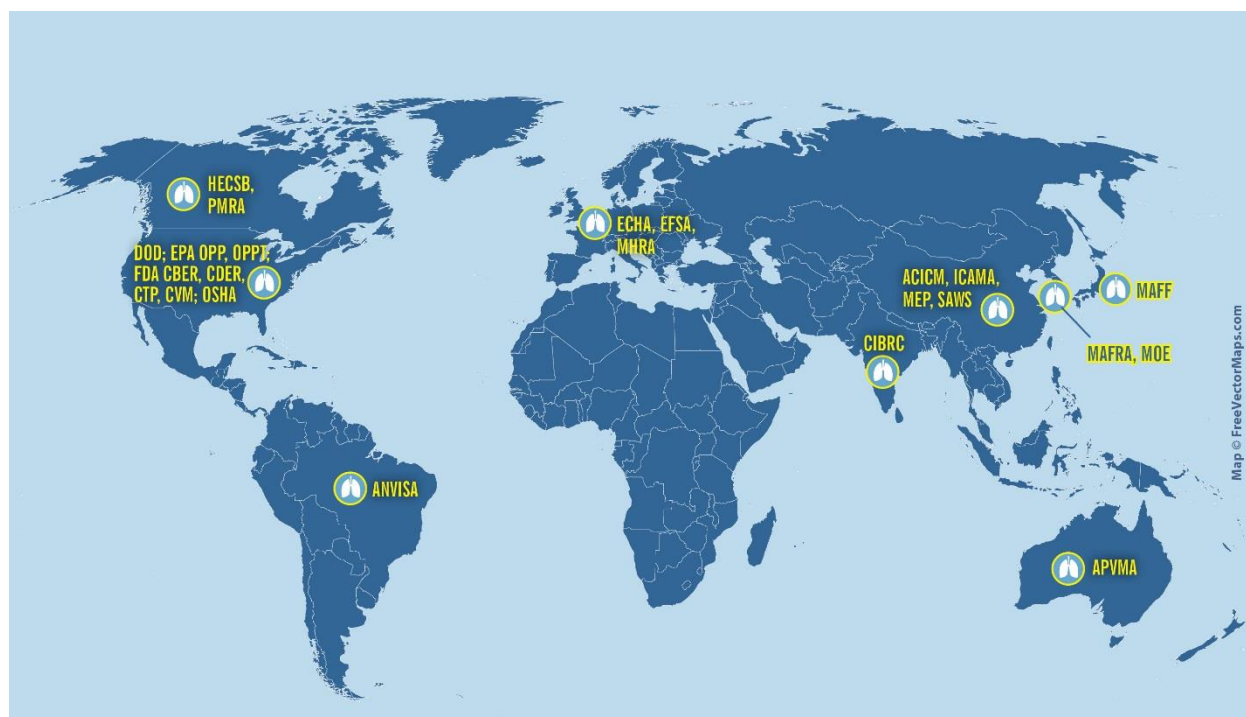 HECSB,
PMRA
DOD; EPA OPP, OPPT;
FDA CBER, CDER,
CTP, CVM; OSHA
ECHA, EFSA,
MHRA
ACICM, ICAMA,
MEP, SAWS
MAFF
MAFRA, MOE
CIBRC
ANVISA
APVMA
Map © FreeVectorMaps.com